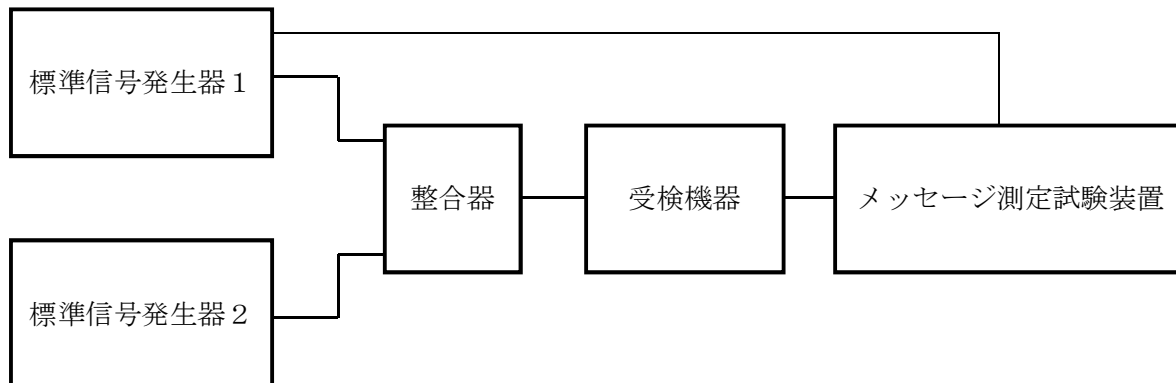 標準信号発生器１
整合器
受検機器
メッセージ測定試験装置
標準信号発生器２